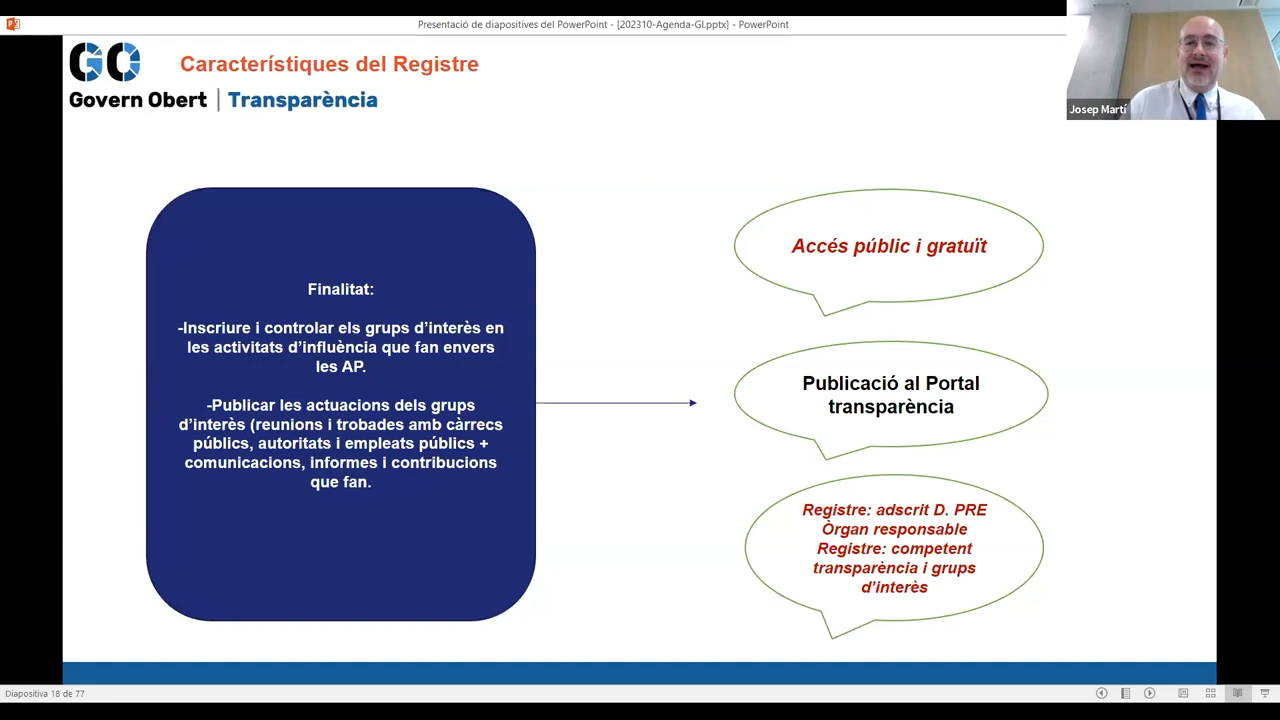 Presentació de diapositives del PowerPoint - [202310-Agenda-GI.pptx] - PowerPoint
GO
Característiques del Registre
Govern Obert | Transparència
Josep Martí
Finalitat:
-Inscriure i controlar els grups d’interès en
les activitats d’influència que fan envers
les AP.
-Publicar les actuacions dels grups
d’interès (reunions i trobades amb càrrecs
públics, autoritats i empleats públics +
comunicacions, informes i contribucions
que fan.
Accés públic i gratuït
Publicació al Portal
transparència
Registre: adscrit D. PRE
Òrgan responsable
Registre: competent
transparència i grups
d’interès
Diapositiva 18 de 77